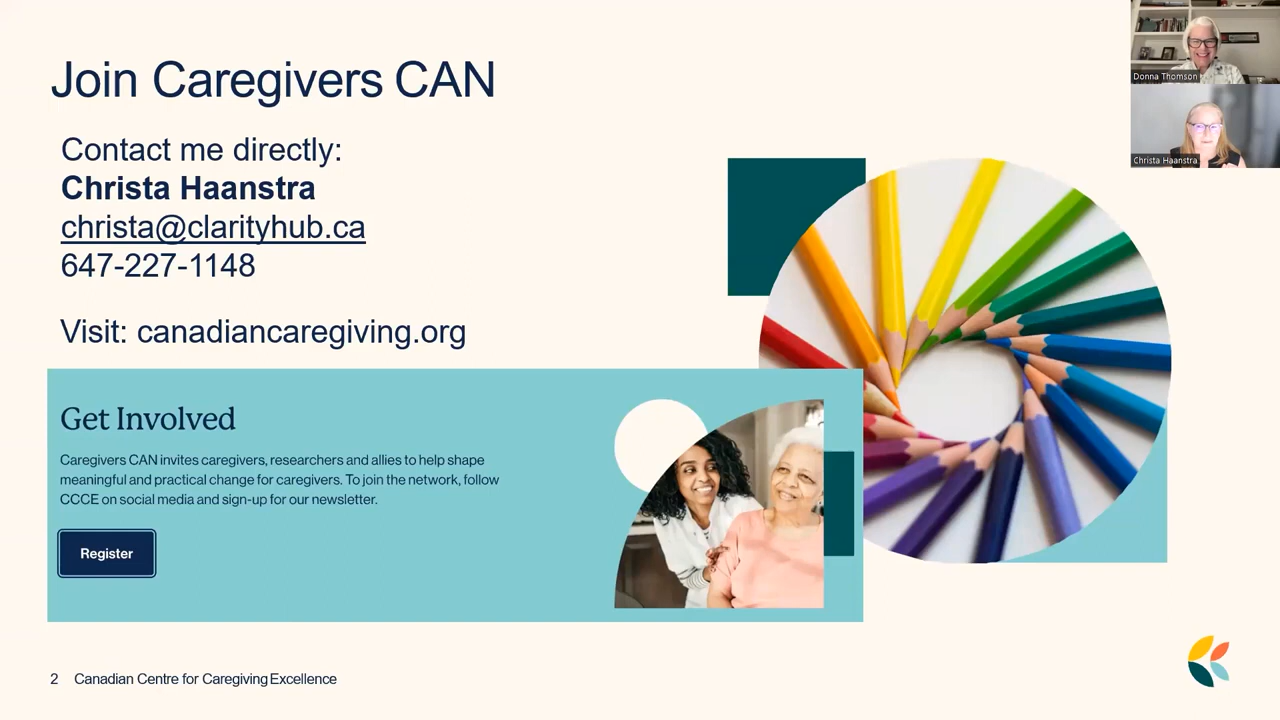 Join Caregivers CAN
Contact me directly:
Christa Haanstra
christa@clarityhub.ca
647-227-1148
Visit: canadiancaregiving.org
Get Involved
Caregivers CAN invites caregivers, researchers and allies to help shape
meaningful and practical change for caregivers. To join the network, follow
CCCE on social media and sign-up for our newsletter.
Register
2 Canadian Centre for Caregiving Excellence
Donna Thomson
Christa Haanstra